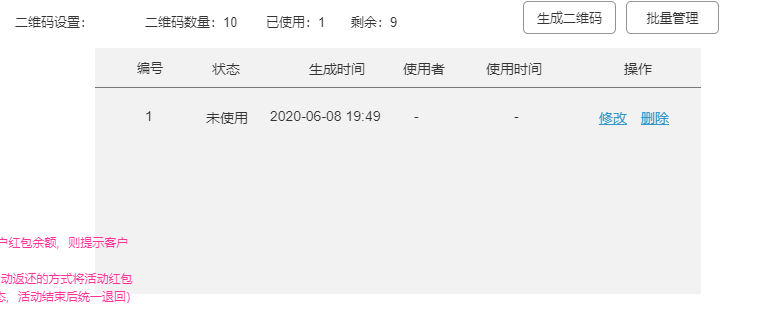 二维码设置： 二维码数量：10 已使用：1 剩余：9 生成二维码 批量管理
编号 状态 生成时间 使用者 使用时间 操作
1 未使用 2020-06-08 19:49 - - 修改 删除
户红包余额，则提示客户
动返还的方式将活动红包
态，活动结束后统一退回）